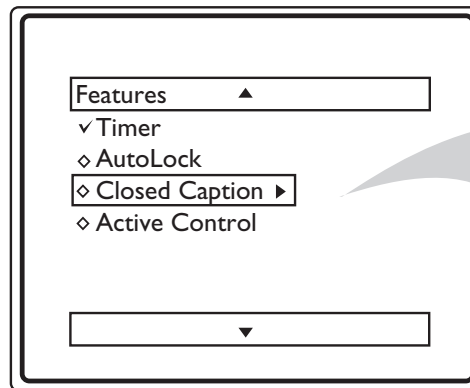 Features
Timer
AutoLock
Closed Caption
Active Control